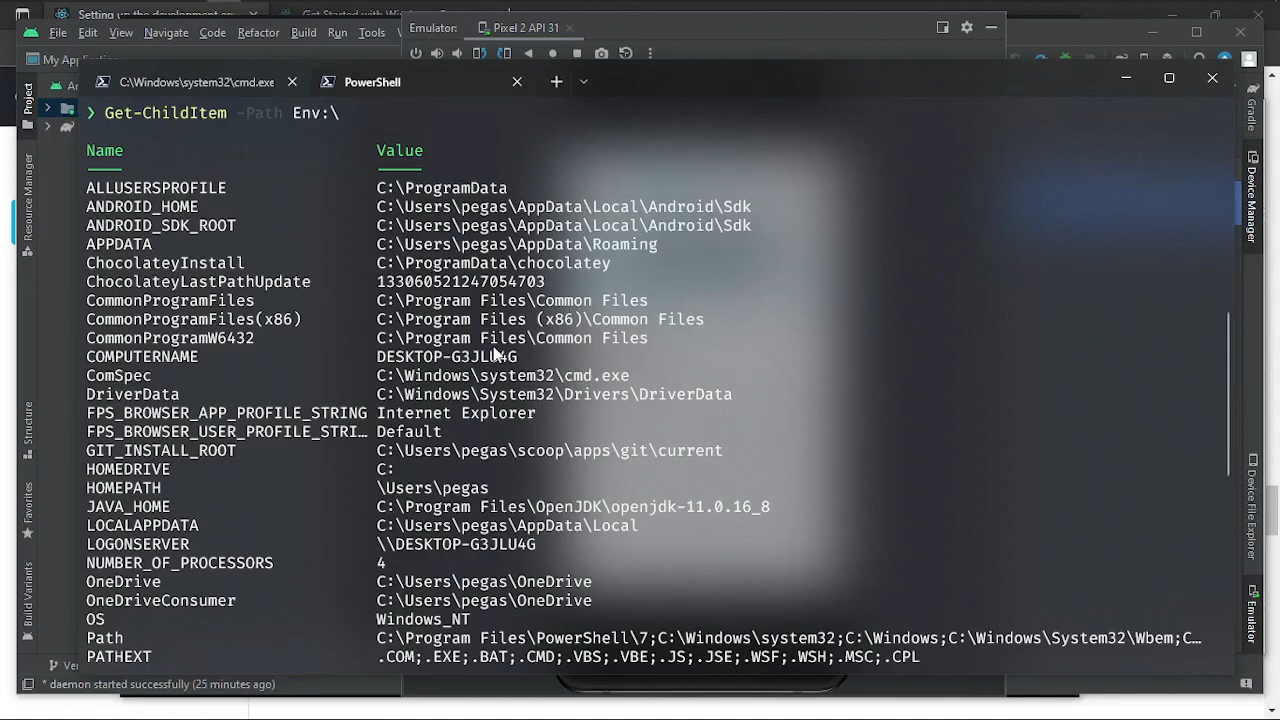 Setting up the developmen
Getting Started with Windo
Emulator:
Pixel 2 API 31
File Edit View Navigate Code Refac Build Run Tools
My Application
C:\Windows\system32\cmd.exe
PowerShell
Project
Resource Manager
Structure
Favorites
Build Variants
❯ Get-ChildItem -Path Env:\
Name Value
ALLUSERSPROFILE C:\ProgramData
ANDROID_HOME C:\Users\pegas\AppData\Local\Android\Sdk
ANDROID_SDK_ROOT C:\Users\pegas\AppData\Local\Android\Sdk
APPDATA C:\Users\pegas\AppData\Roaming
ChocolateyInstall C:\ProgramData\chocolatey
ChocolateyLastPathUpdate 133060521247054703
CommonProgramFiles C:\Program Files\Common Files
CommonProgramFiles(x86) C:\Program Files (x86)\Common Files
CommonProgramW6432 C:\Program Files\Common Files
COMPUTERNAME DESKTOP-G3JLU4G
ComSpec C:\Windows\system32\cmd.exe
DriverData C:\Windows\System32\Drivers\DriverData
FPS_BROWSER_APP_PROFILE_STRING Internet Explorer
FPS_BROWSER_USER_PROFILE_STRI… Default
GIT_INSTALL_ROOT C:\Users\pegas\scoop\apps\git\current
HOMEDRIVE C:
HOMEPATH \Users\pegas
JAVA_HOME C:\Program Files\OpenJDK\openjdk-11.0.16_8
LOCALAPPDATA C:\Users\pegas\AppData\Local
LOGONSERVER \\DESKTOP-G3JLU4G
NUMBER_OF_PROCESSORS 4
OneDrive C:\Users\pegas\OneDrive
OneDriveConsumer C:\Users\pegas\OneDrive
OS Windows_NT
Path C:\Program Files\PowerShell\7;C:\Windows\system32;C:\Windows;C:\Windows\System32\Wbem;C…
PATHEXT .COM;.EXE;.BAT;.CMD;.VBS;.VBE;.JS;.JSE;.WSF;.WSH;.MSC;.CPL
Gradle
Device Manager
Device File Explorer
Emulator
Ver
* daemon started successfully (25 minutes ago)